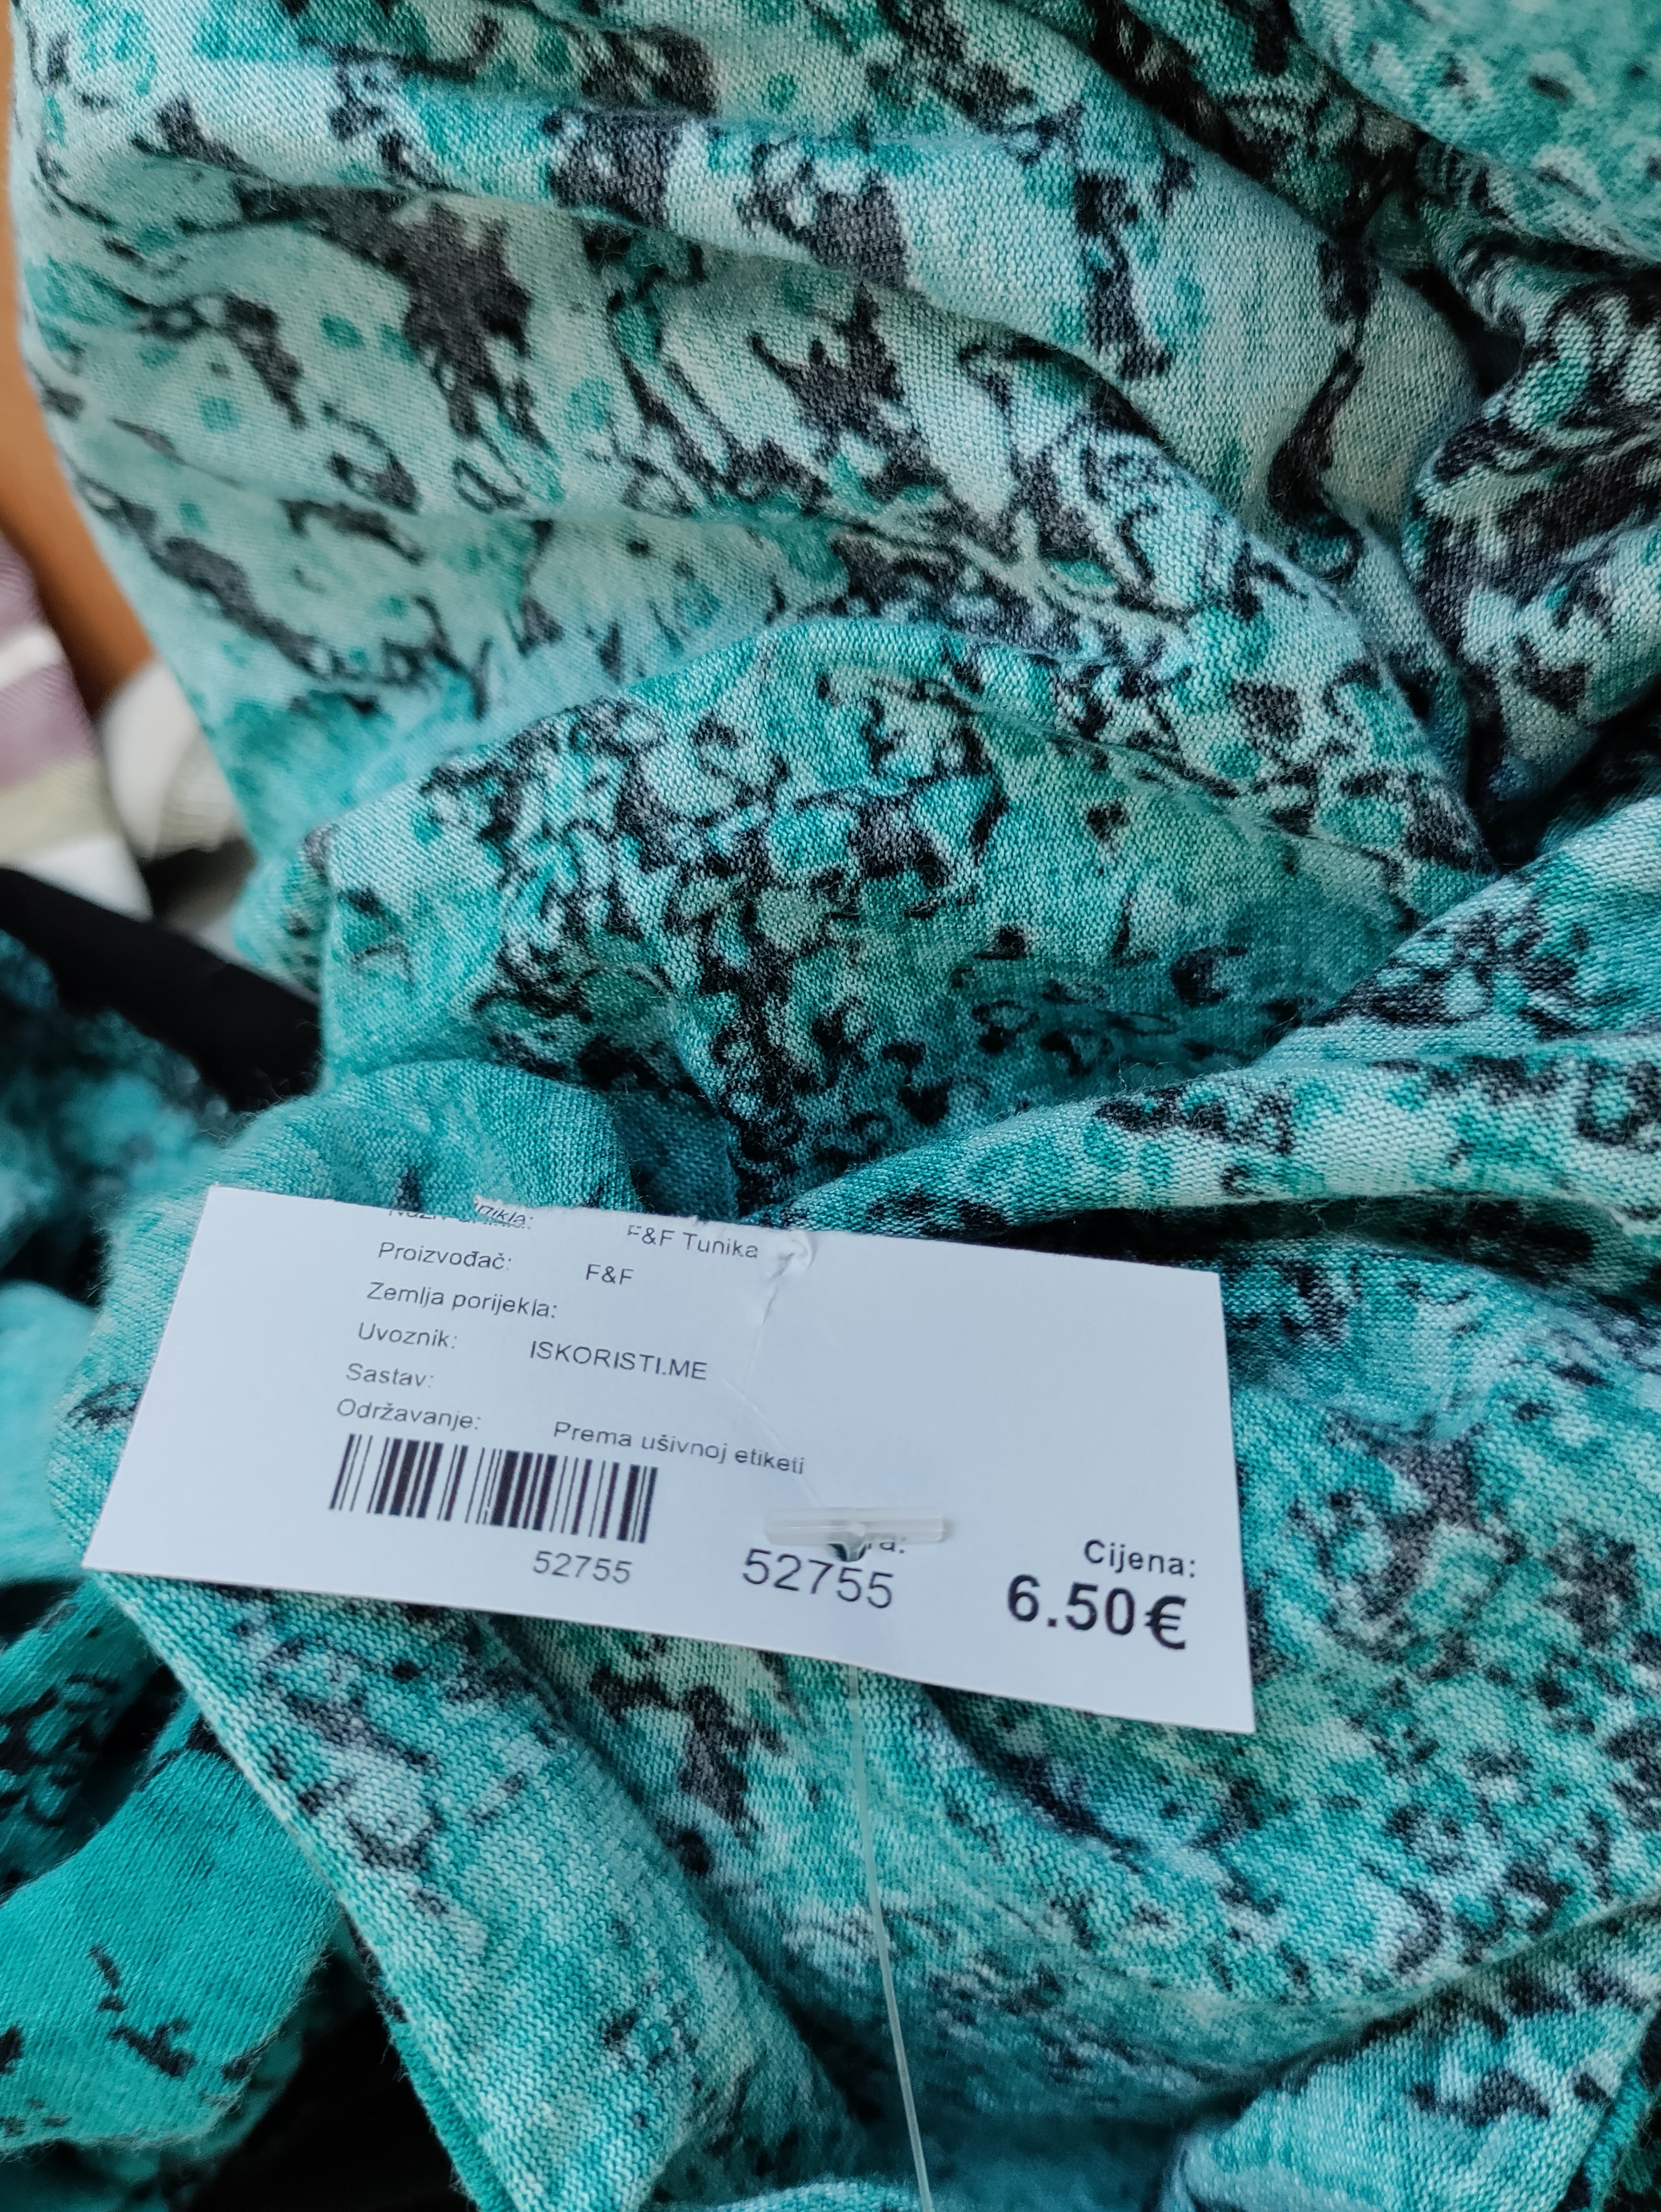 F&F Tunika
Proizvođač: F&F
Zemlja porijekla:
Uvoznik: ISKORISTI.ME
Sastav:
Održavanje: Prema ušivnoj etiketi
52755
52755
Cijena:
6.50€